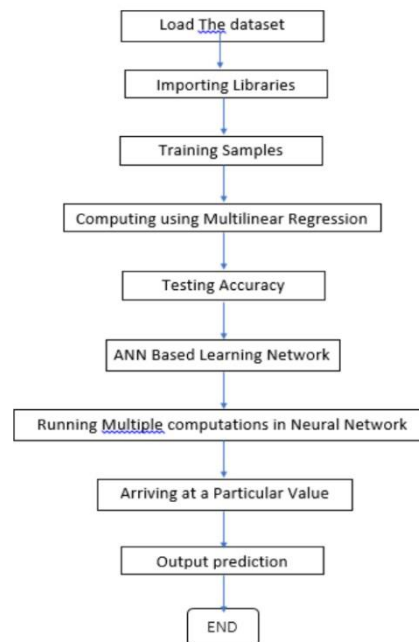 Load The dataset
Importing Libraries
Training Samples
Computing using Multilinear Regression
Testing Accuracy
ANN Based Learning Network
Running Multiple computations in Neural Network
Arriving at a Particular Value
Output prediction
END